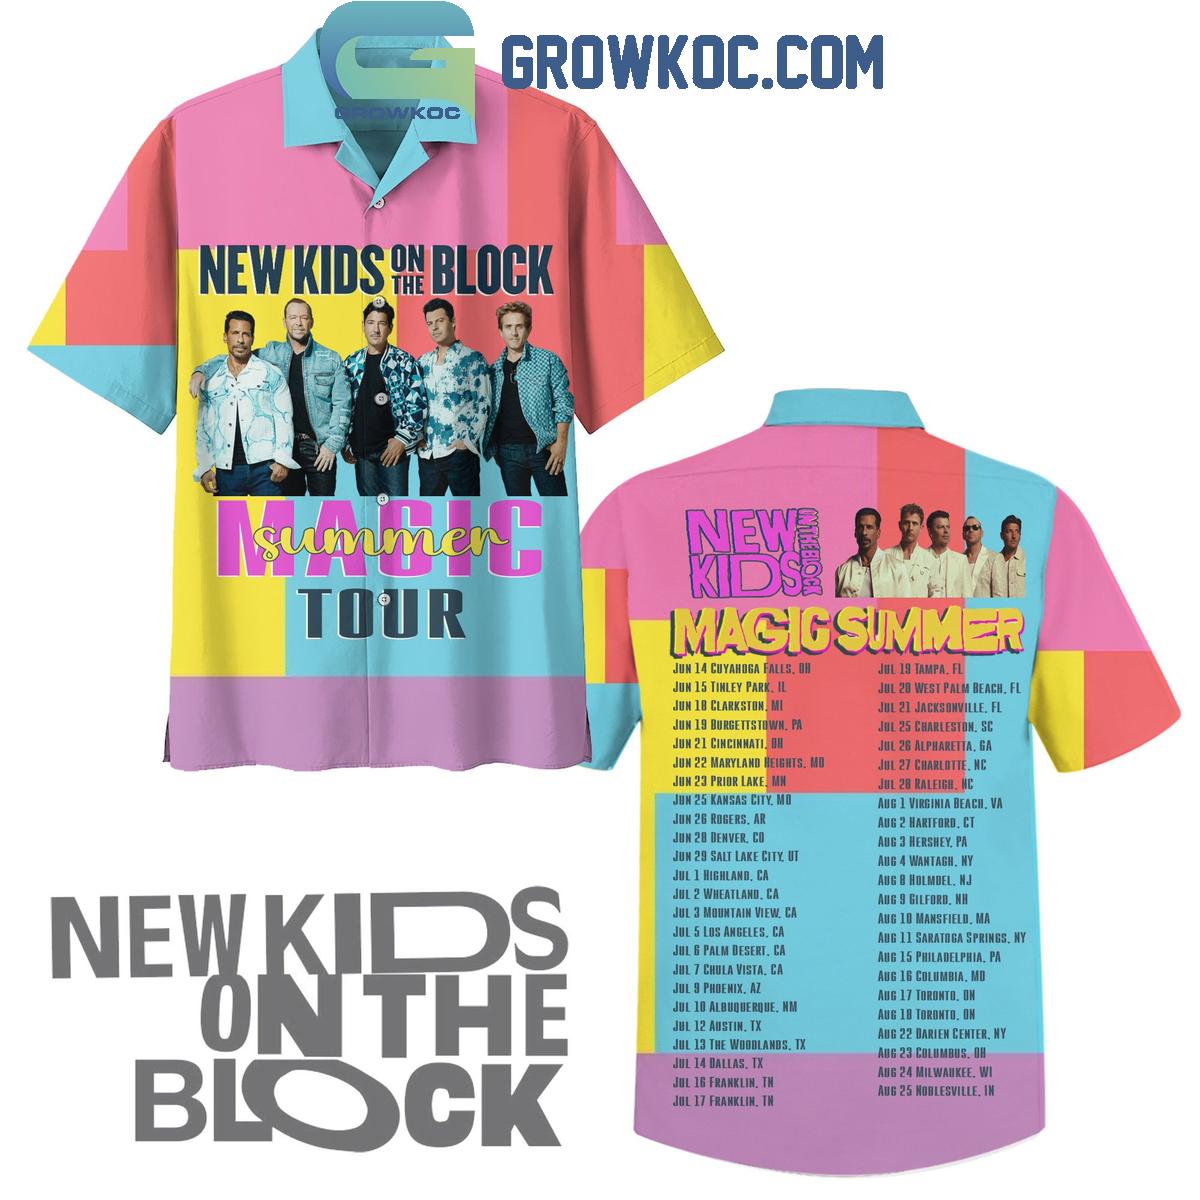 GROWKOC.COM
GROWKOC
NEW KIDS ON THE BLOCK
MAGIC
summer
TOUR
NEW KIDS ON THE BLOCK
MAGIC SUMMER
JUN 14 CUYAHOGA FALLS, OH
JUN 15 TINLEY PARK, IL
JUN 18 CLARKSTON, MI
JUN 19 BURGETTSTOWN, PA
JUN 21 CINCINNATI, OH
JUN 22 MARYLAND HEIGHTS, MO
JUN 23 PRIOR LAKE, MN
JUN 25 KANSAS CITY, MO
JUN 26 ROGERS, AR
JUN 28 DENVER, CO
JUN 29 SALT LAKE CITY, UT
JUL 1 HIGHLAND, CA
JUL 2 WHEATLAND, CA
JUL 3 MOUNTAIN VIEW, CA
JUL 5 LOS ANGELES, CA
JUL 6 PALM DESERT, CA
JUL 7 CHULA VISTA, CA
JUL 9 PHOENIX, AZ
JUL 10 ALBUQUERQUE, NM
JUL 12 AUSTIN, TX
JUL 13 THE WOODLANDS, TX
JUL 14 DALLAS, TX
JUL 16 FRANKLIN, TN
JUL 17 FRANKLIN, TN
JUL 19 TAMPA, FL
JUL 20 WEST PALM BEACH, FL
JUL 21 JACKSONVILLE, FL
JUL 25 CHARLESTON, SC
JUL 26 ALPHARETTA, GA
JUL 27 CHARLOTTE, NC
JUL 28 RALEIGH, NC
AUG 1 VIRGINIA BEACH, VA
AUG 2 HARTFORD, CT
AUG 3 HERSHEY, PA
AUG 4 WANTAGH, NY
AUG 8 HOLMDEL, NJ
AUG 9 GILFORD, NH
AUG 10 MANSFIELD, MA
AUG 11 SARATOGA SPRINGS, NY
AUG 15 PHILADELPHIA, PA
AUG 16 COLUMBIA, MD
AUG 17 TORONTO, ON
AUG 18 TORONTO, ON
AUG 22 DARIEN CENTER, NY
AUG 23 COLUMBUS, OH
AUG 24 MILWAUKEE, WI
AUG 25 NOBLESVILLE, IN
NEW KIDS
ON THE
BLOCK